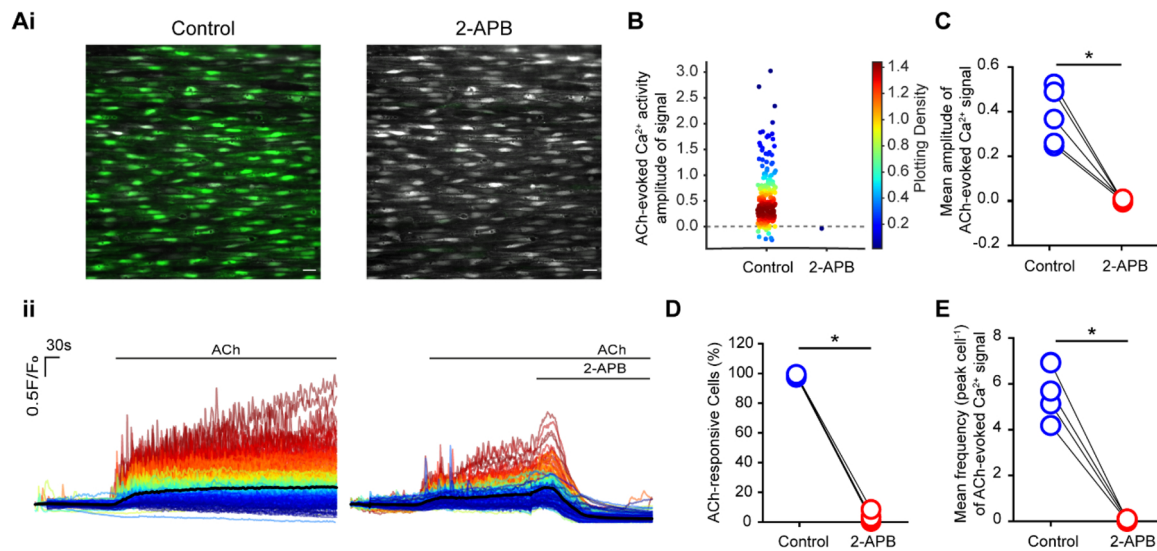 Ai
Control
2-APB
ii
30s
0.5F/Fo
ACh
ACh
2-APB
B
ACh-evoked Ca²⁺ activity
amplitude of signal
3.0
2.5
2.0
1.5
1.0
0.5
0.0
Control
2-APB
1.4
1.2
1.0
0.8
0.6
0.4
0.2
Plotting Density
C
Mean amplitude of
ACh-evoked Ca²⁺ signal
0.6
0.4
0.2
0.0
-0.2
*
Control
2-APB
D
ACh-responsive Cells (%)
120
100
80
60
40
20
0
*
Control
2-APB
E
Mean frequency (peak cell⁻¹)
of ACh-evoked Ca²⁺ signal
8
6
4
2
0
*
Control
2-APB